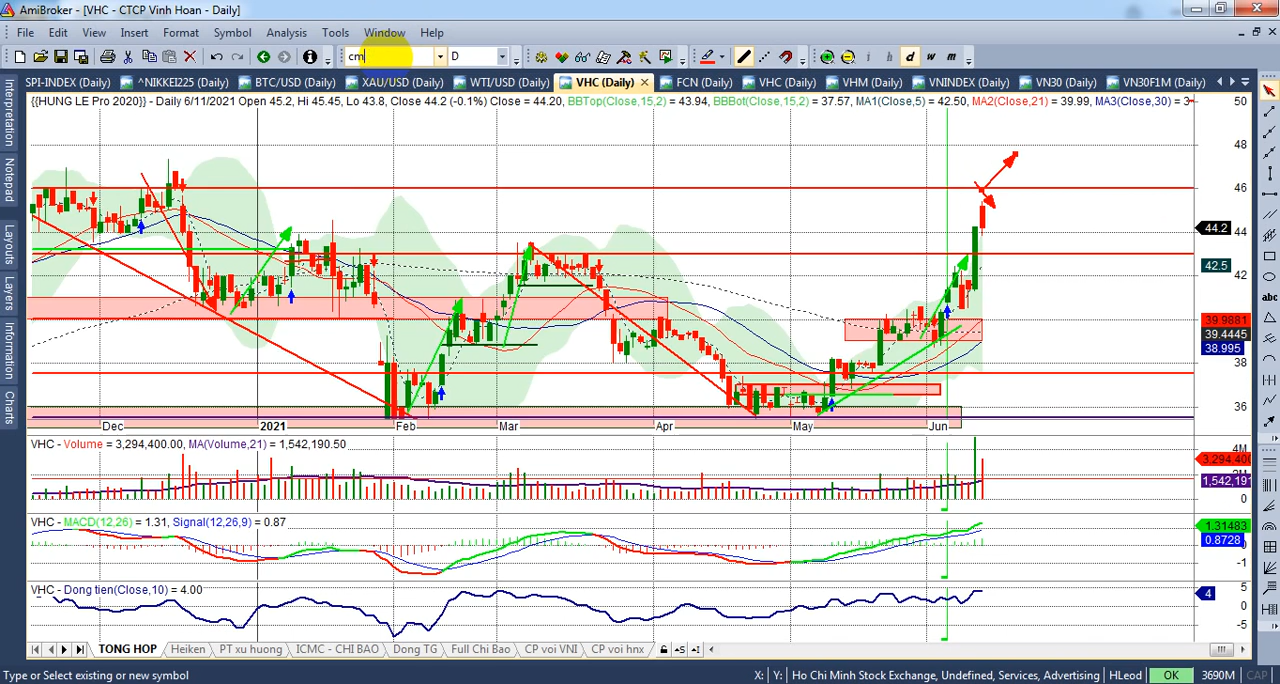 AmiBroker - [VHC - CTCP Vinh Hoan - Daily]
File Edit View Insert Format Symbol Analysis Tools Window Help
cm D d w m
SPI-INDEX (Daily) ^NIKKEI225 (Daily) BTC/USD (Daily) XAU/USD (Daily) WTI/USD (Daily) VHC (Daily) FCN (Daily) VHC (Daily) VHM (Daily) VNINDEX (Daily) VN30 (Daily) VN30F1M (Daily)
{{HUNG LE Pro 2020}} - Daily 6/11/2021 Open 45.2, Hi 45.45, Lo 43.8, Close 44.2 (-0.1%) Close = 44.20, BBTop(Close,15,2) = 43.94, BBBot(Close,15,2) = 37.57, MA1(Close,5) = 42.50, MA2(Close,21) = 39.99, MA3(Close,30) = 3
Interpretation
Notepad
Layouts
Layers
Information
Charts
abc
50
48
46
44.2
44
42.5
42
39.9881
39.4445
38.995
38
36
Dec 2021 Feb Mar Apr May Jun
VHC - Volume = 3,294,400.00, MA(Volume,21) = 1,542,190.50
4M
3,294,400
1,542,191
0
VHC - MACD(12,26) = 1.31, Signal(12,26,9) = 0.87
1.31483
0.8728
0
-1
VHC - Dong tien(Close,10) = 4.00
5
4
0
-5
TONG HOP Heiken PT xu huong ICMC - CHI BAO Dong TG Full Chi Bao CP voi VNI CP voi hnx
Type or Select existing or new symbol X: Y: Ho Chi Minh Stock Exchange, Undefined, Services, Advertising HLeod OK 3690M CAP